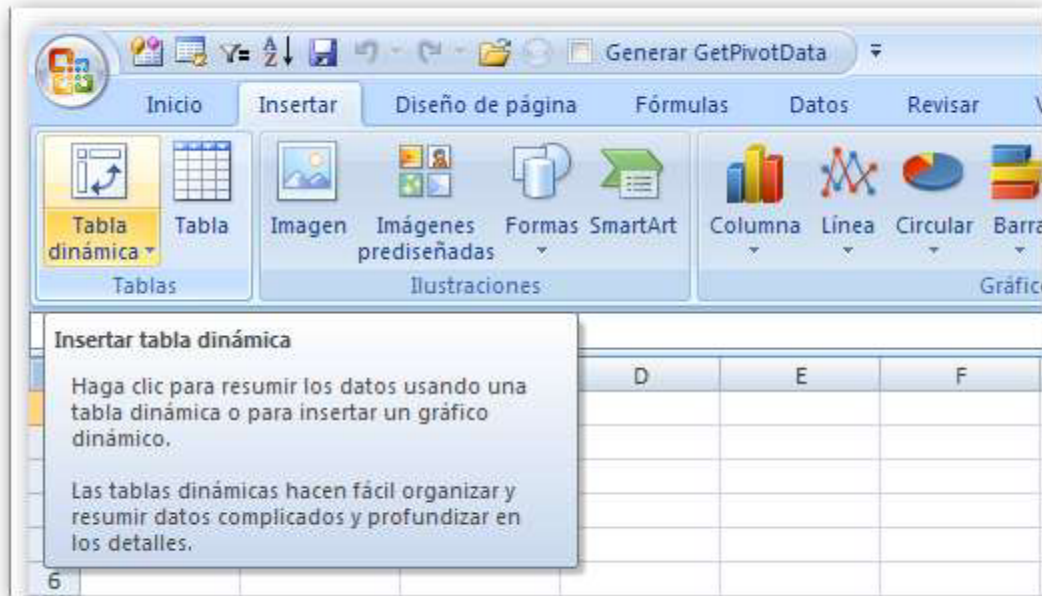 Generar GetPivotData
Inicio Insertar Diseño de página Fórmulas Datos Revisar
Tabla dinámica
Tabla
Imagen
Imágenes prediseñadas
Formas
SmartArt
Columna
Línea
Circular
Barra
Tablas
Ilustraciones
Gráfic
Insertar tabla dinámica
Haga clic para resumir los datos usando una
tabla dinámica o para insertar un gráfico
dinámico.
Las tablas dinámicas hacen fácil organizar y
resumir datos complicados y profundizar en
los detalles.
D E F
6